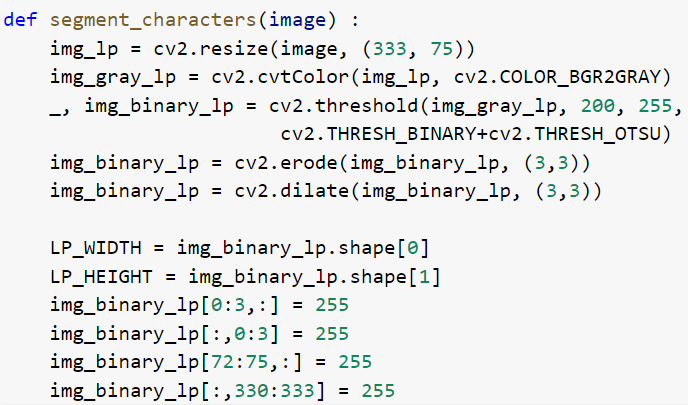 def segment_characters(image) :
    img_lp = cv2.resize(image, (333, 75))
    img_gray_lp = cv2.cvtColor(img_lp, cv2.COLOR_BGR2GRAY)
    _, img_binary_lp = cv2.threshold(img_gray_lp, 200, 255,
                       cv2.THRESH_BINARY+cv2.THRESH_OTSU)
    img_binary_lp = cv2.erode(img_binary_lp, (3,3))
    img_binary_lp = cv2.dilate(img_binary_lp, (3,3))

    LP_WIDTH = img_binary_lp.shape[0]
    LP_HEIGHT = img_binary_lp.shape[1]
    img_binary_lp[0:3,:] = 255
    img_binary_lp[:,0:3] = 255
    img_binary_lp[72:75,:] = 255
    img_binary_lp[:,330:333] = 255